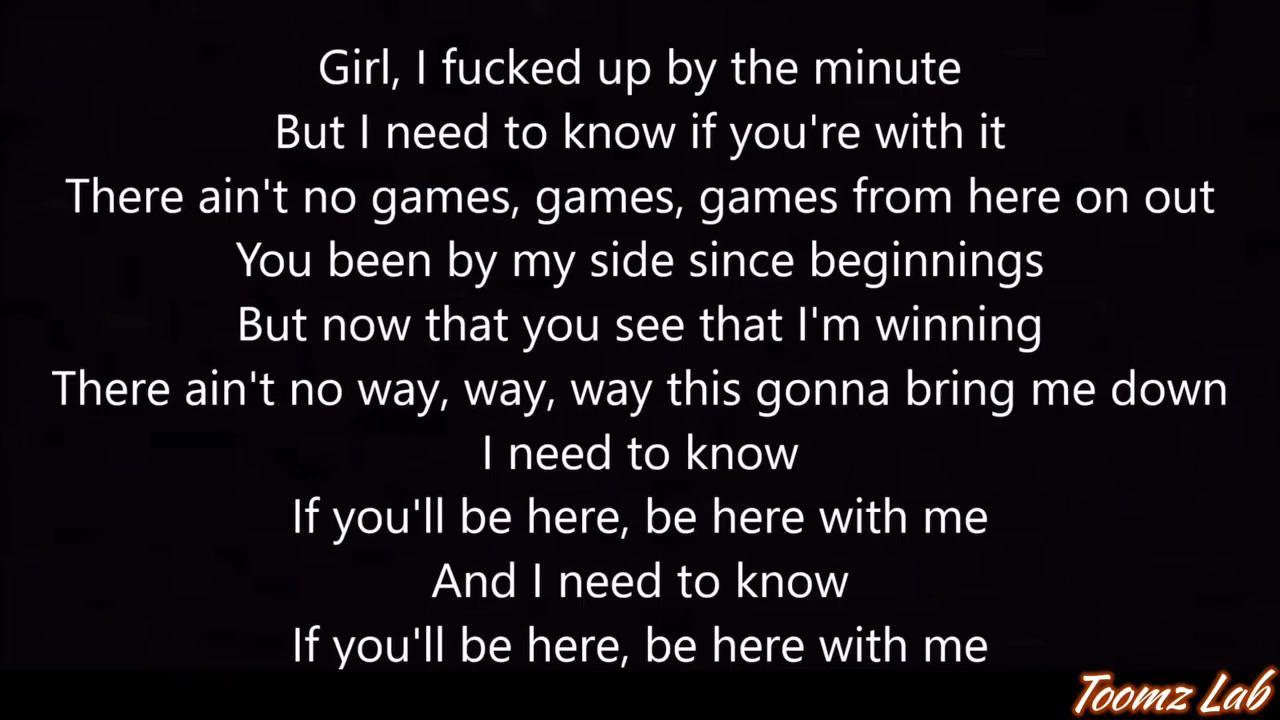 Girl, I fucked up by the minute
But I need to know if you're with it
There ain't no games, games, games from here on out
You been by my side since beginnings
But now that you see that I'm winning
There ain't no way, way, way this gonna bring me down
I need to know
If you'll be here, be here with me
And I need to know
If you'll be here, be here with me
Toomz Lab